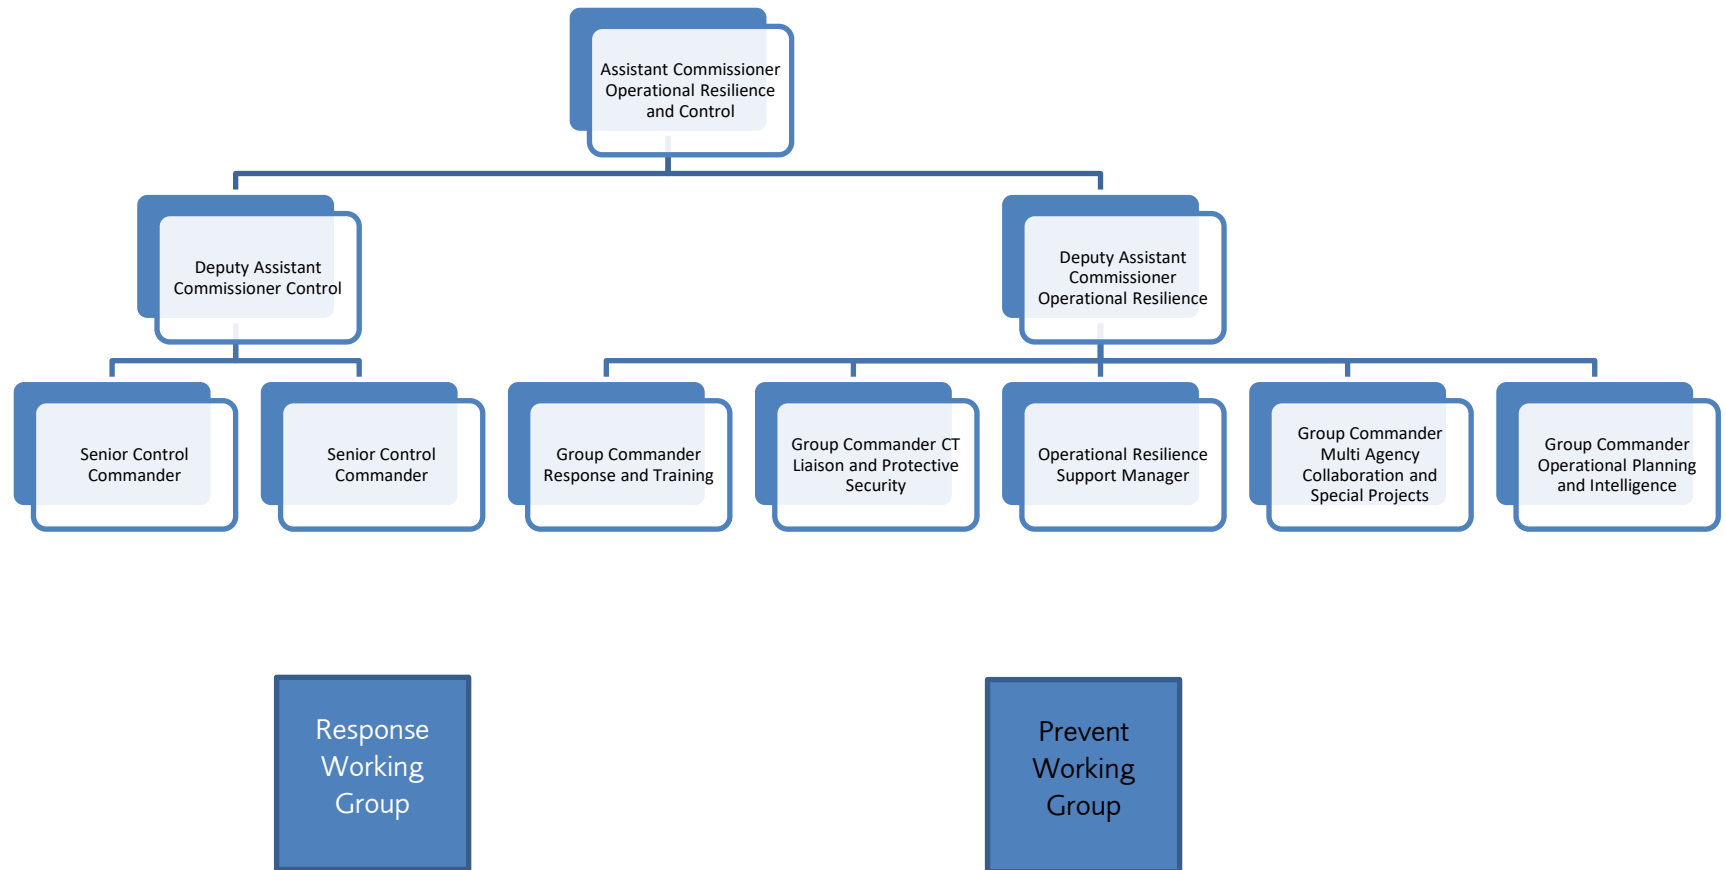 Assistant Commissioner
Operational Resilience
and Control
Deputy Assistant
Commissioner Control
Deputy Assistant
Commissioner
Operational Resilience
Senior Control
Commander
Senior Control
Commander
Group Commander
Response and Training
Group Commander CT
Liaison and Protective
Security
Operational Resilience
Support Manager
Group Commander
Multi Agency
Collaboration and
Special Projects
Group Commander
Operational Planning
and Intelligence
Response
Working
Group
Prevent
Working
Group